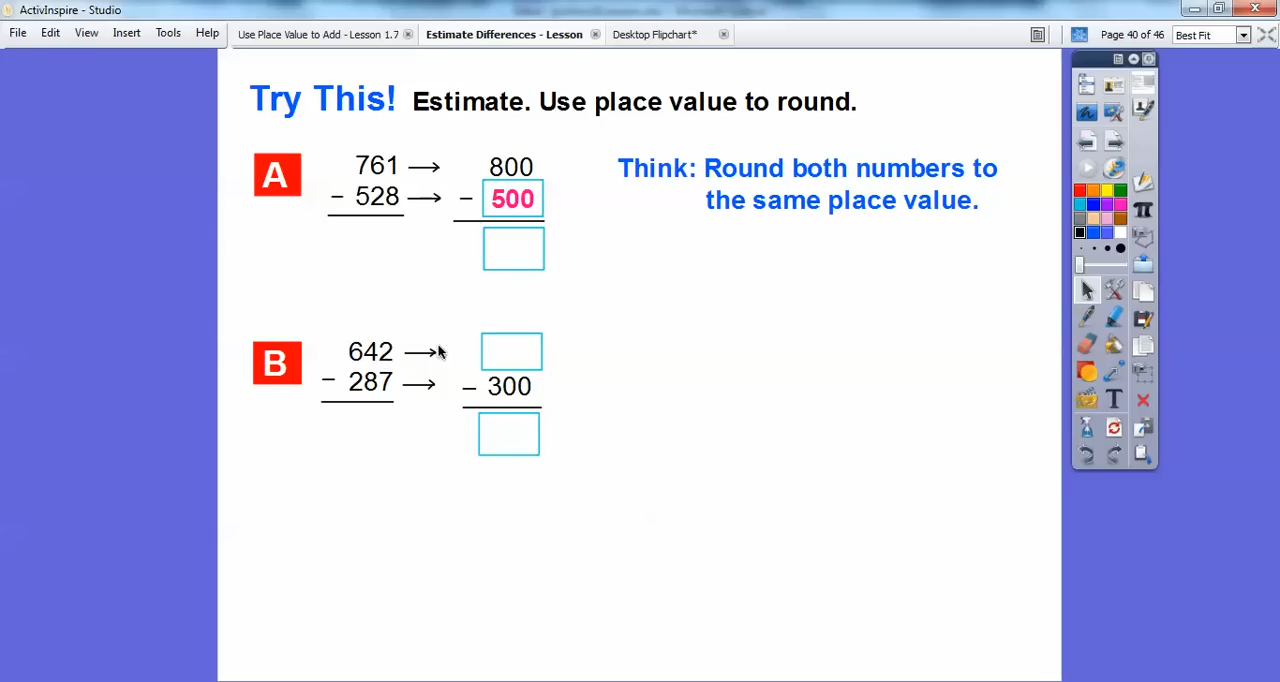 ActivInspire - Studio
File Edit View Insert Tools Help
Use Place Value to Add - Lesson 1.7
Estimate Differences - Lesson
Desktop Flipchart*
Page 40 of 46
Best Fit
Try This! Estimate. Use place value to round.
A
761 → 800
- 528 → - 500
Think: Round both numbers to
the same place value.
B
642 →
- 287 → - 300